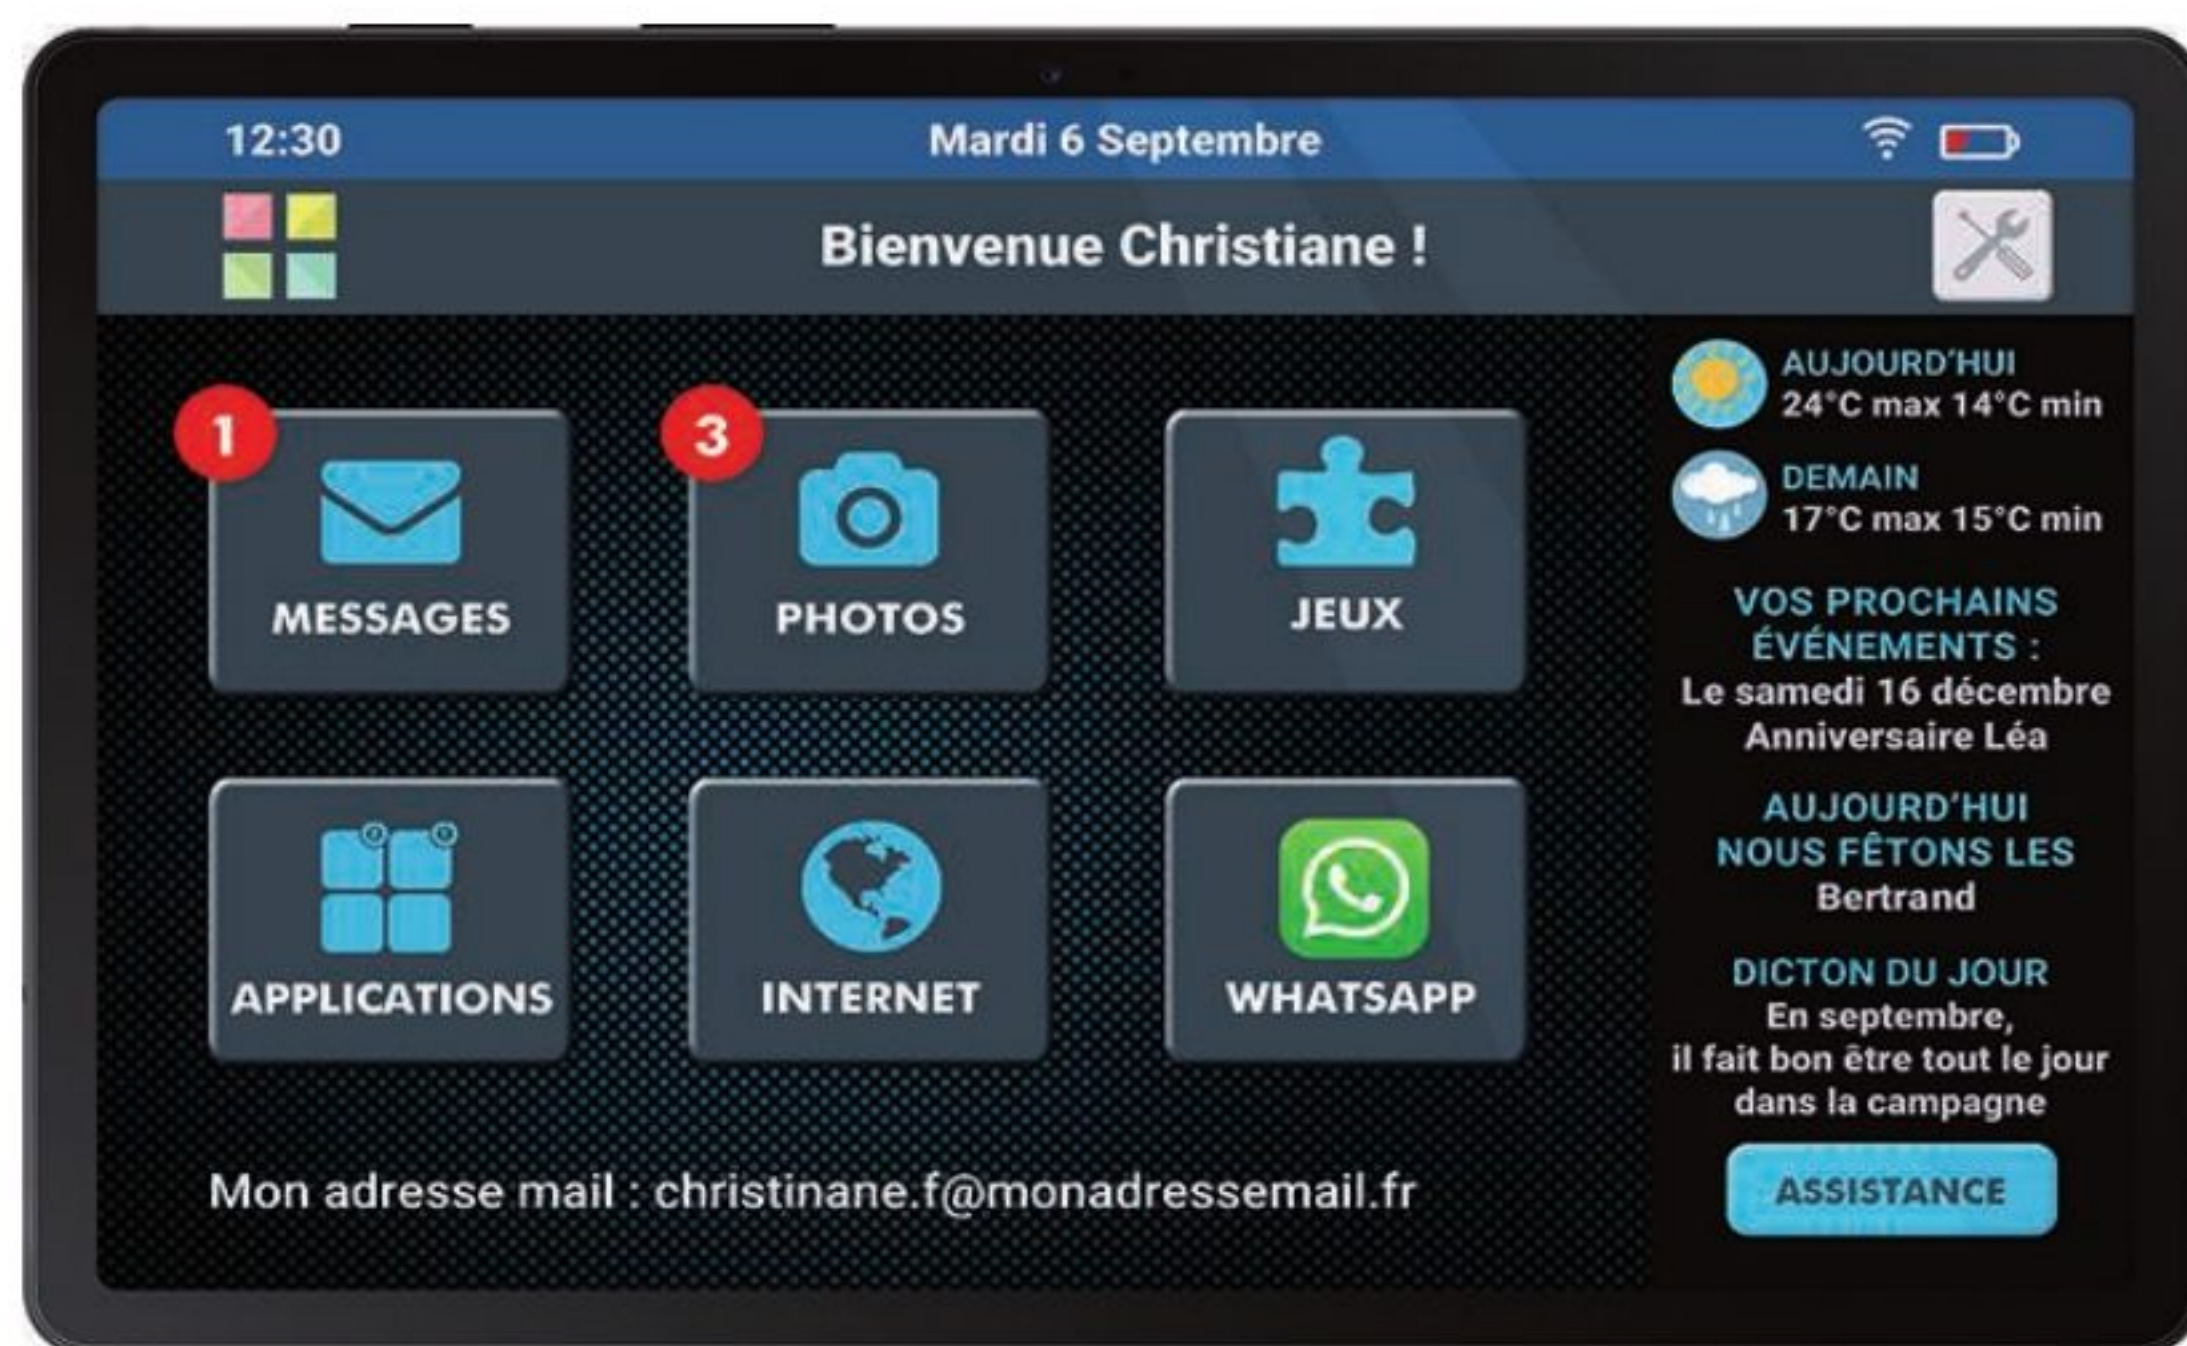 12:30
Mardi 6 Septembre
Bienvenue Christiane !
1
MESSAGES
3
PHOTOS
JEUX
APPLICATIONS
INTERNET
WHATSAPP
Mon adresse mail : christinane.f@monadressemail.fr
AUJOURD'HUI
24°C max 14°C min
DEMAIN
17°C max 15°C min
VOS PROCHAINS
ÉVÉNEMENTS :
Le samedi 16 décembre
Anniversaire Léa
AUJOURD'HUI
NOUS FÊTONS LES
Bertrand
DICTON DU JOUR
En septembre,
il fait bon être tout le jour
dans la campagne
ASSISTANCE